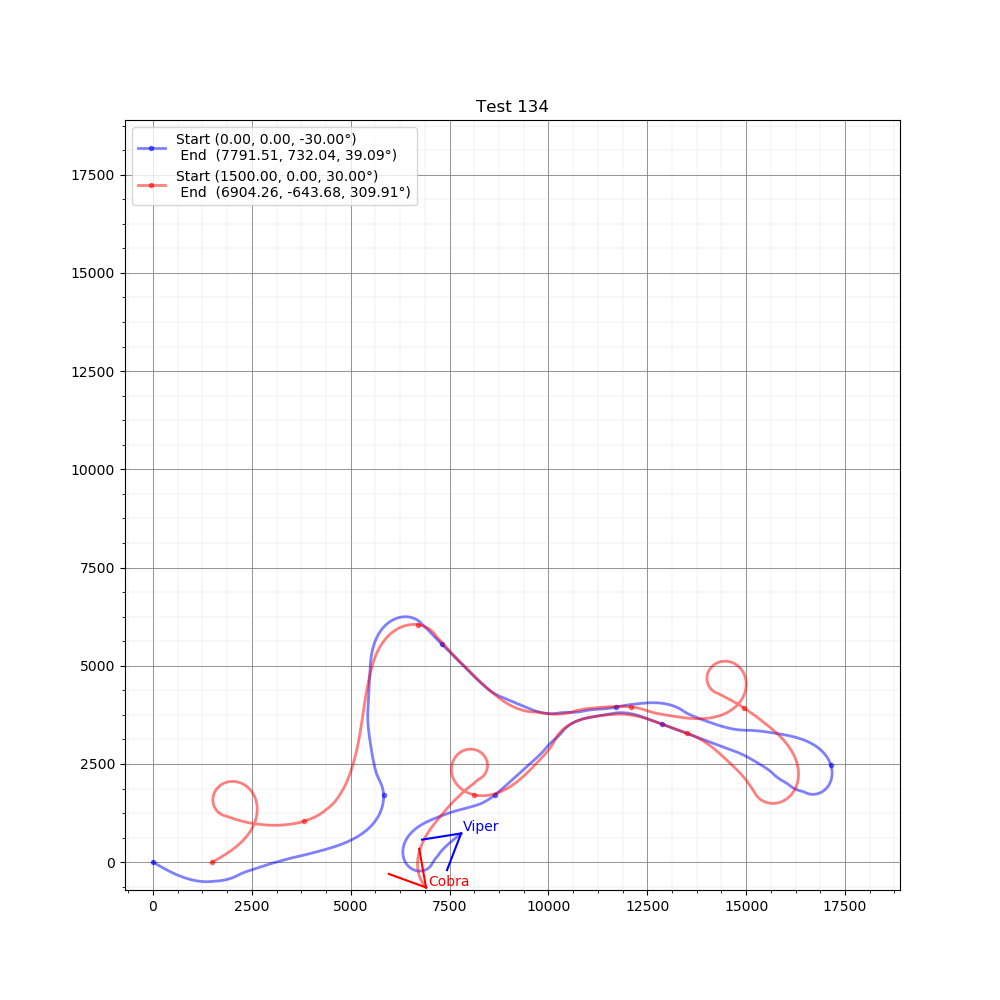 Test 134
Start (0.00, 0.00, -30.00°)
End  (7791.51, 732.04, 39.09°)
Start (1500.00, 0.00, 30.00°)
End  (6904.26, -643.68, 309.91°)
17500
15000
12500
10000
7500
5000
2500
0
Viper
Cobra
0 2500 5000 7500 10000 12500 15000 17500